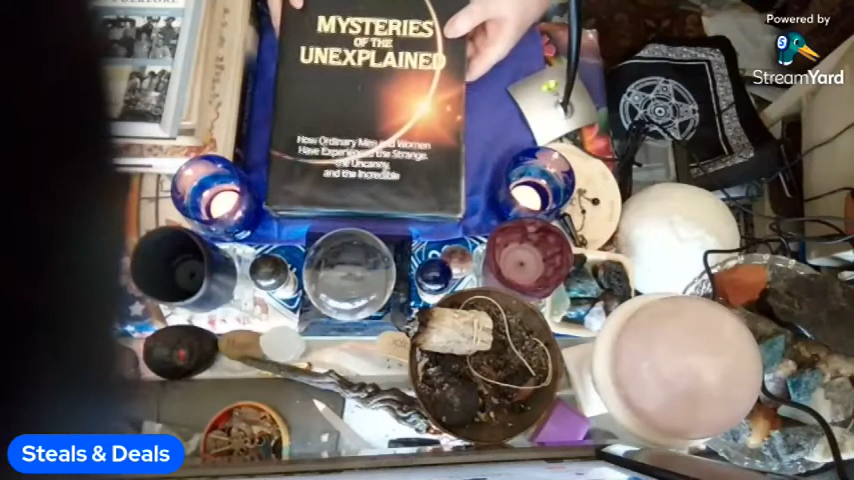 Powered by
S
StreamYard
FOLKLORE
MYSTERIES
OF THE
UNEXPLAINED
How Ordinary Men and Women
Have Experienced the Strange,
the Uncanny,
and the Incredible
Steals & Deals